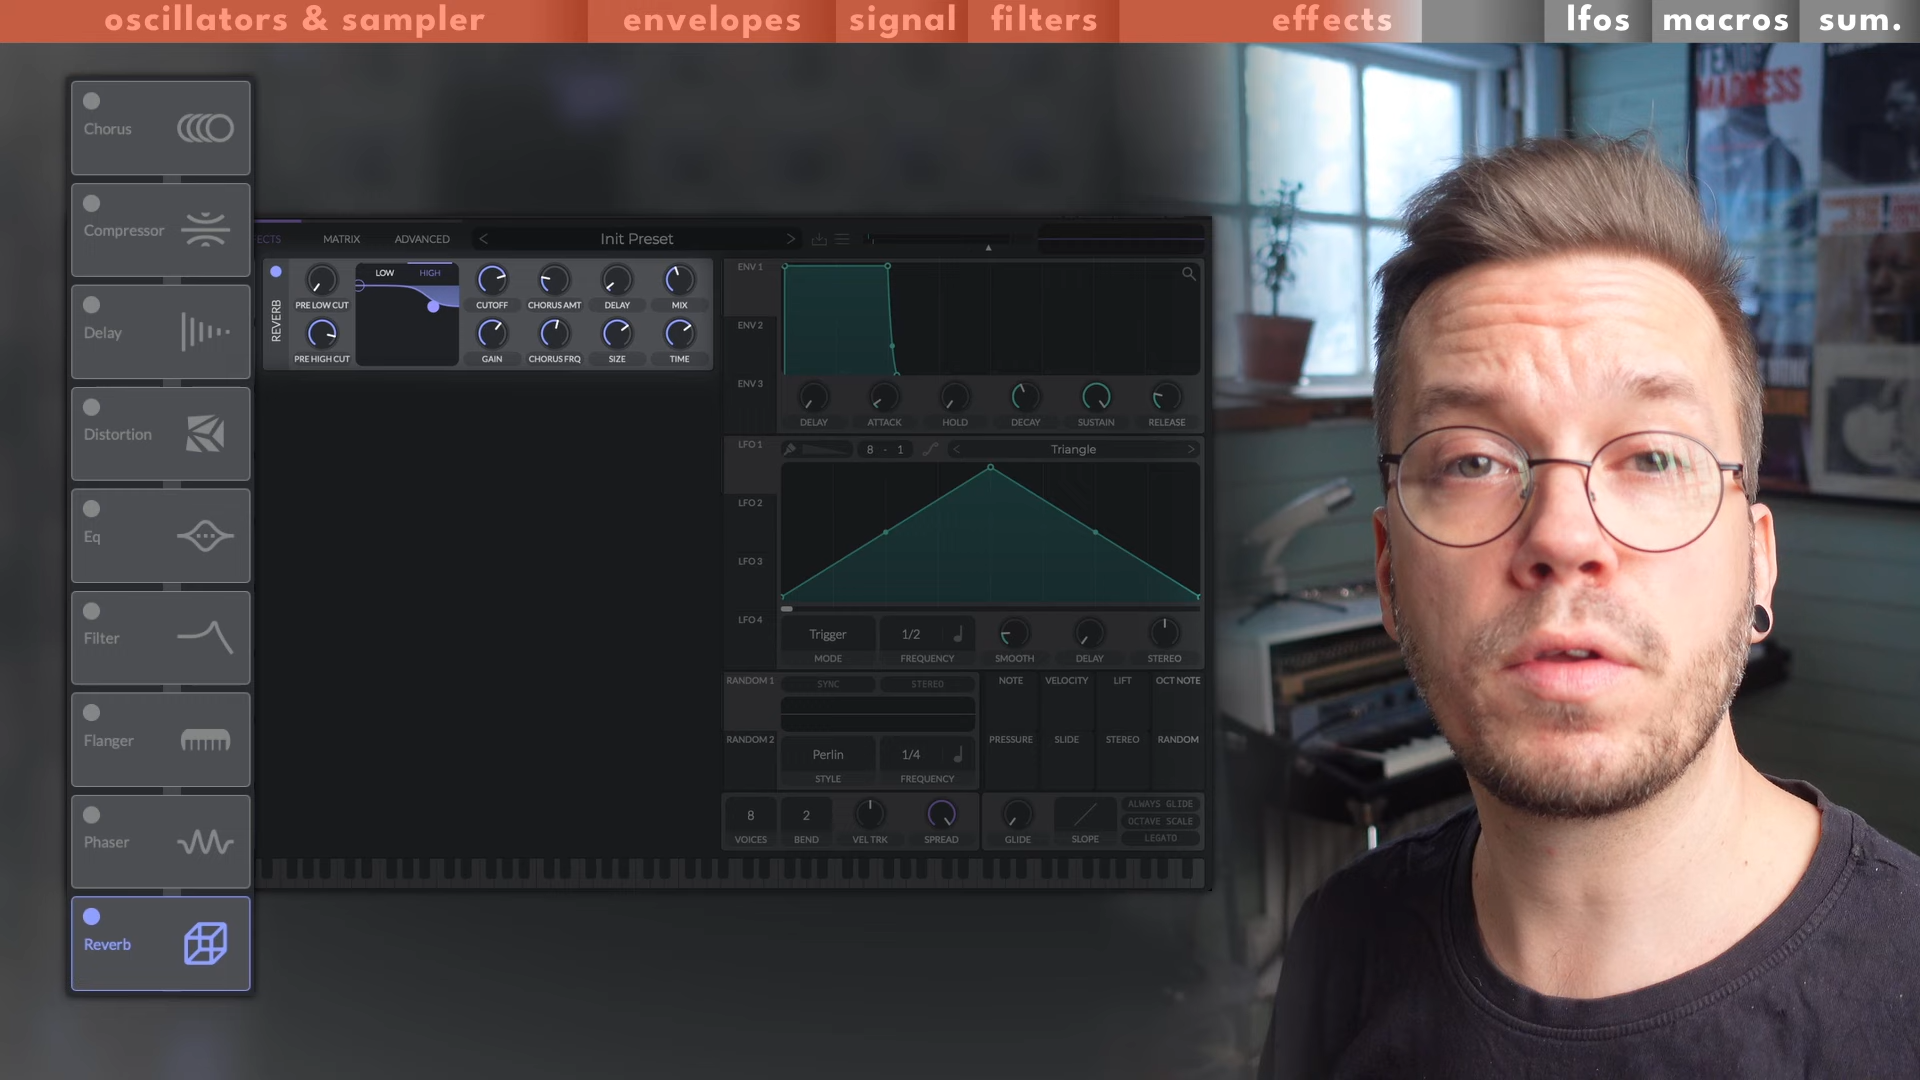 oscillators & sampler envelopes signal filters effects lfos macros sum.
Chorus
Compressor
Delay
Distortion
Eq
Filter
Flanger
Phaser
Reverb
ECTS MATRIX ADVANCED < Init Preset >
REVERB
PRE LOW CUT LOW HIGH CUTOFF CHORUS AMT DELAY MIX
PRE HIGH CUT GAIN CHORUS FRQ SIZE TIME
ENV 1
ENV 2
ENV 3
DELAY ATTACK HOLD DECAY SUSTAIN RELEASE
LFO 1 8 - 1 < Triangle >
LFO 2
LFO 3
LFO 4
Trigger 1/2
MODE FREQUENCY SMOOTH DELAY STEREO
RANDOM 1 SYNC STEREO NOTE VELOCITY LIFT OCT NOTE
RANDOM 2 PRESSURE SLIDE STEREO RANDOM
Perlin 1/4
STYLE FREQUENCY
8 2
VOICES BEND VEL TRK SPREAD GLIDE SLOPE
ALWAYS GLIDE
OCTAVE SCALE
LEGATO
TENOR
MADNESS